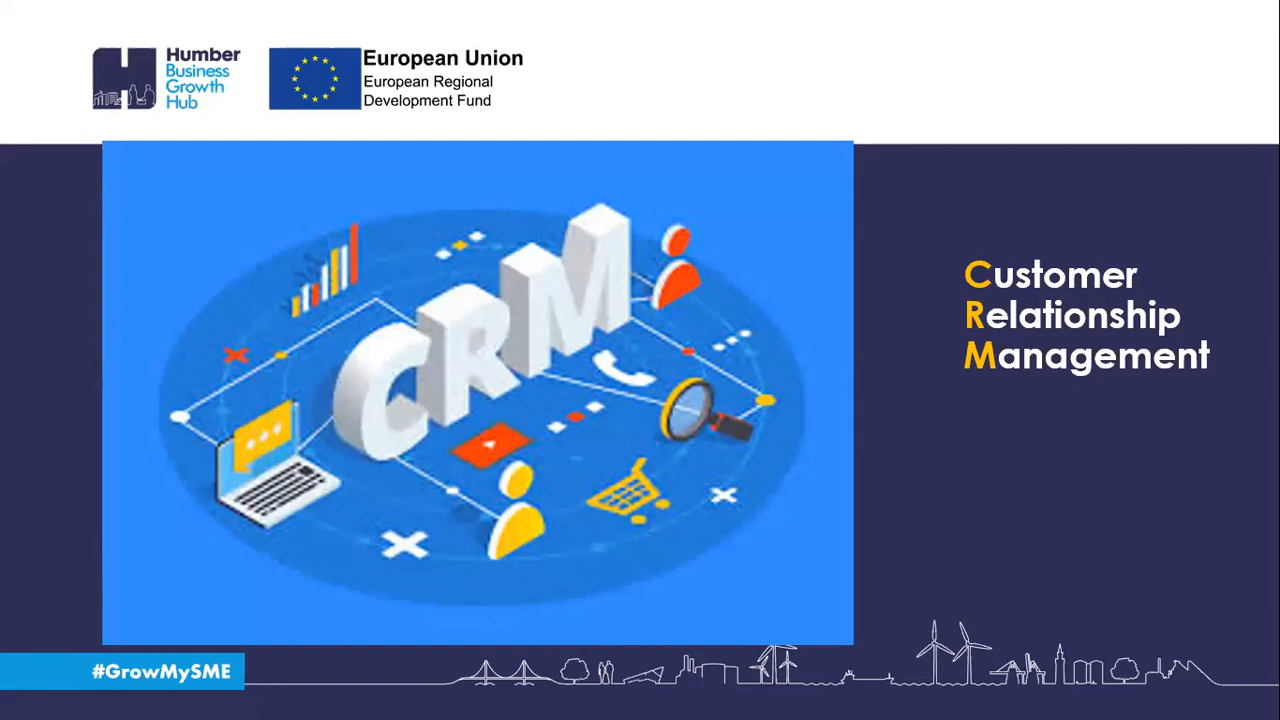 Humber
Business
Growth
Hub
European Union
European Regional
Development Fund
CRM
Customer
Relationship
Management
#GrowMySME